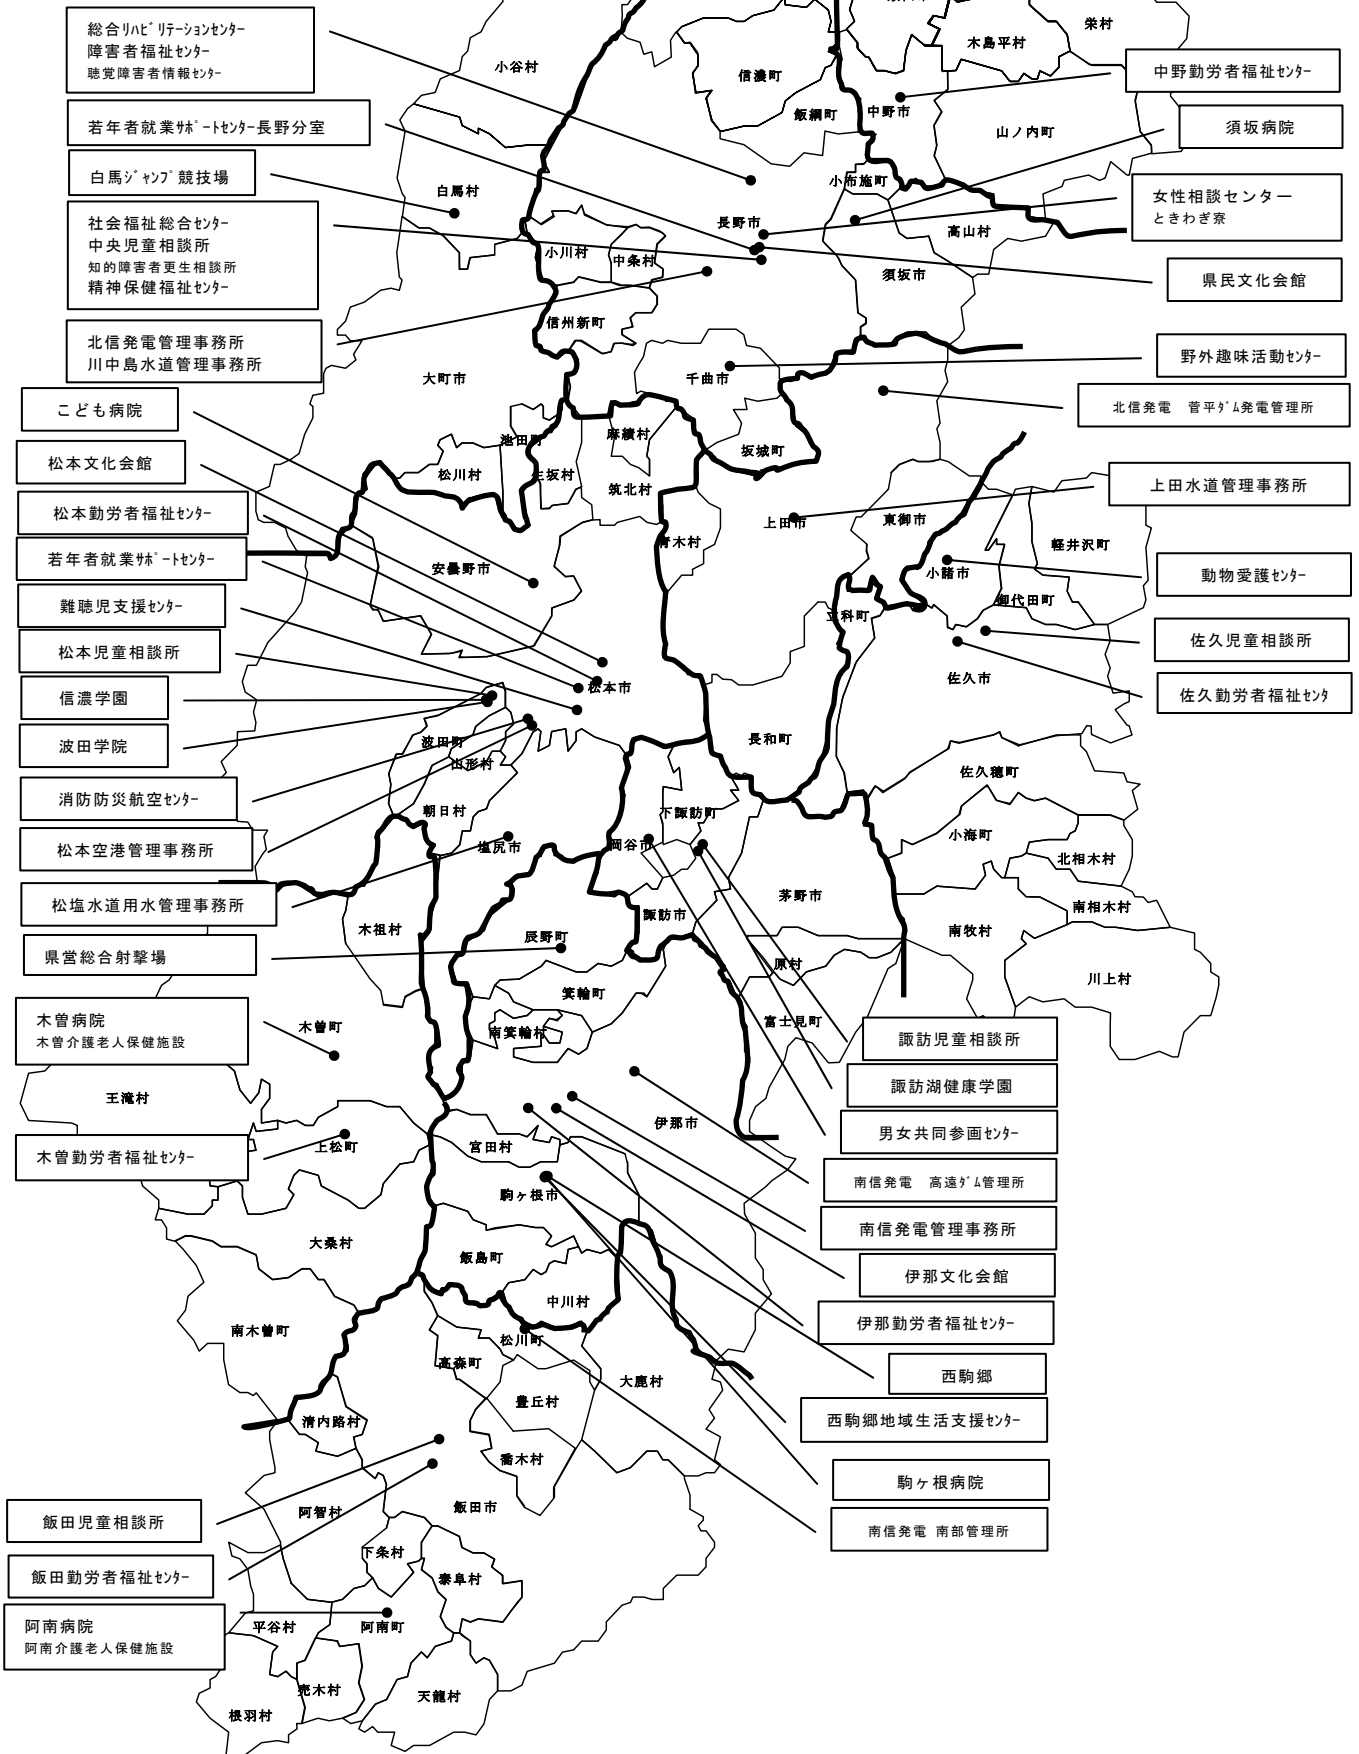 総合ﾘﾊﾋﾞﾘﾃｰｼｮﾝｾﾝﾀｰ
障害者福祉ｾﾝﾀｰ
聴覚障害者情報ｾﾝﾀｰ
若年者就業ｻﾎﾟｰﾄｾﾝﾀｰ長野分室
白馬ｼﾞｬﾝﾌﾟ競技場
社会福祉総合ｾﾝﾀｰ
中央児童相談所
知的障害者更生相談所
精神保健福祉ｾﾝﾀｰ
北信発電管理事務所
川中島水道管理事務所
こども病院
松本文化会館
松本勤労者福祉ｾﾝﾀｰ
若年者就業ｻﾎﾟｰﾄｾﾝﾀｰ
難聴児支援ｾﾝﾀｰ
松本児童相談所
信濃学園
波田学院
消防防災航空ｾﾝﾀｰ
松本空港管理事務所
松塩水道用水管理事務所
県営総合射撃場
木曽病院
木曽介護老人保健施設
木曽勤労者福祉ｾﾝﾀｰ
飯田児童相談所
飯田勤労者福祉ｾﾝﾀｰ
阿南病院
阿南介護老人保健施設
栄村
木島平村
小谷村
信濃町
飯綱町
中野市
山ノ内町
小布施町
白馬村
長野市
高山村
小川村
中条村
須坂市
信州新町
大町市
千曲市
池田町
麻績村
坂城町
松川村
生坂村
筑北村
上田市
東御市
青木村
軽井沢町
安曇野市
小諸市
御代田町
立科町
佐久市
松本市
長和町
波田町
山形村
佐久穂町
朝日村
下諏訪町
小海町
塩尻市
岡谷市
北相木村
茅野市
南相木村
諏訪市
木祖村
辰野町
南牧村
原村
川上村
箕輪町
木曽町
南箕輪村
富士見町
王滝村
伊那市
上松町
宮田村
駒ヶ根市
大桑村
飯島町
中川村
南木曽町
松川町
高森町
大鹿村
豊丘村
清内路村
喬木村
飯田市
阿智村
下条村
泰阜村
平谷村
阿南町
売木村
天龍村
根羽村
中野勤労者福祉ｾﾝﾀｰ
須坂病院
女性相談センター
ときわぎ寮
県民文化会館
野外趣味活動ｾﾝﾀｰ
北信発電　菅平ﾀﾞﾑ発電管理所
上田水道管理事務所
動物愛護ｾﾝﾀｰ
佐久児童相談所
佐久勤労者福祉ｾﾝﾀ
諏訪児童相談所
諏訪湖健康学園
男女共同参画ｾﾝﾀｰ
南信発電　高遠ﾀﾞﾑ管理所
南信発電管理事務所
伊那文化会館
伊那勤労者福祉ｾﾝﾀｰ
西駒郷
西駒郷地域生活支援ｾﾝﾀｰ
駒ヶ根病院
南信発電 南部管理所